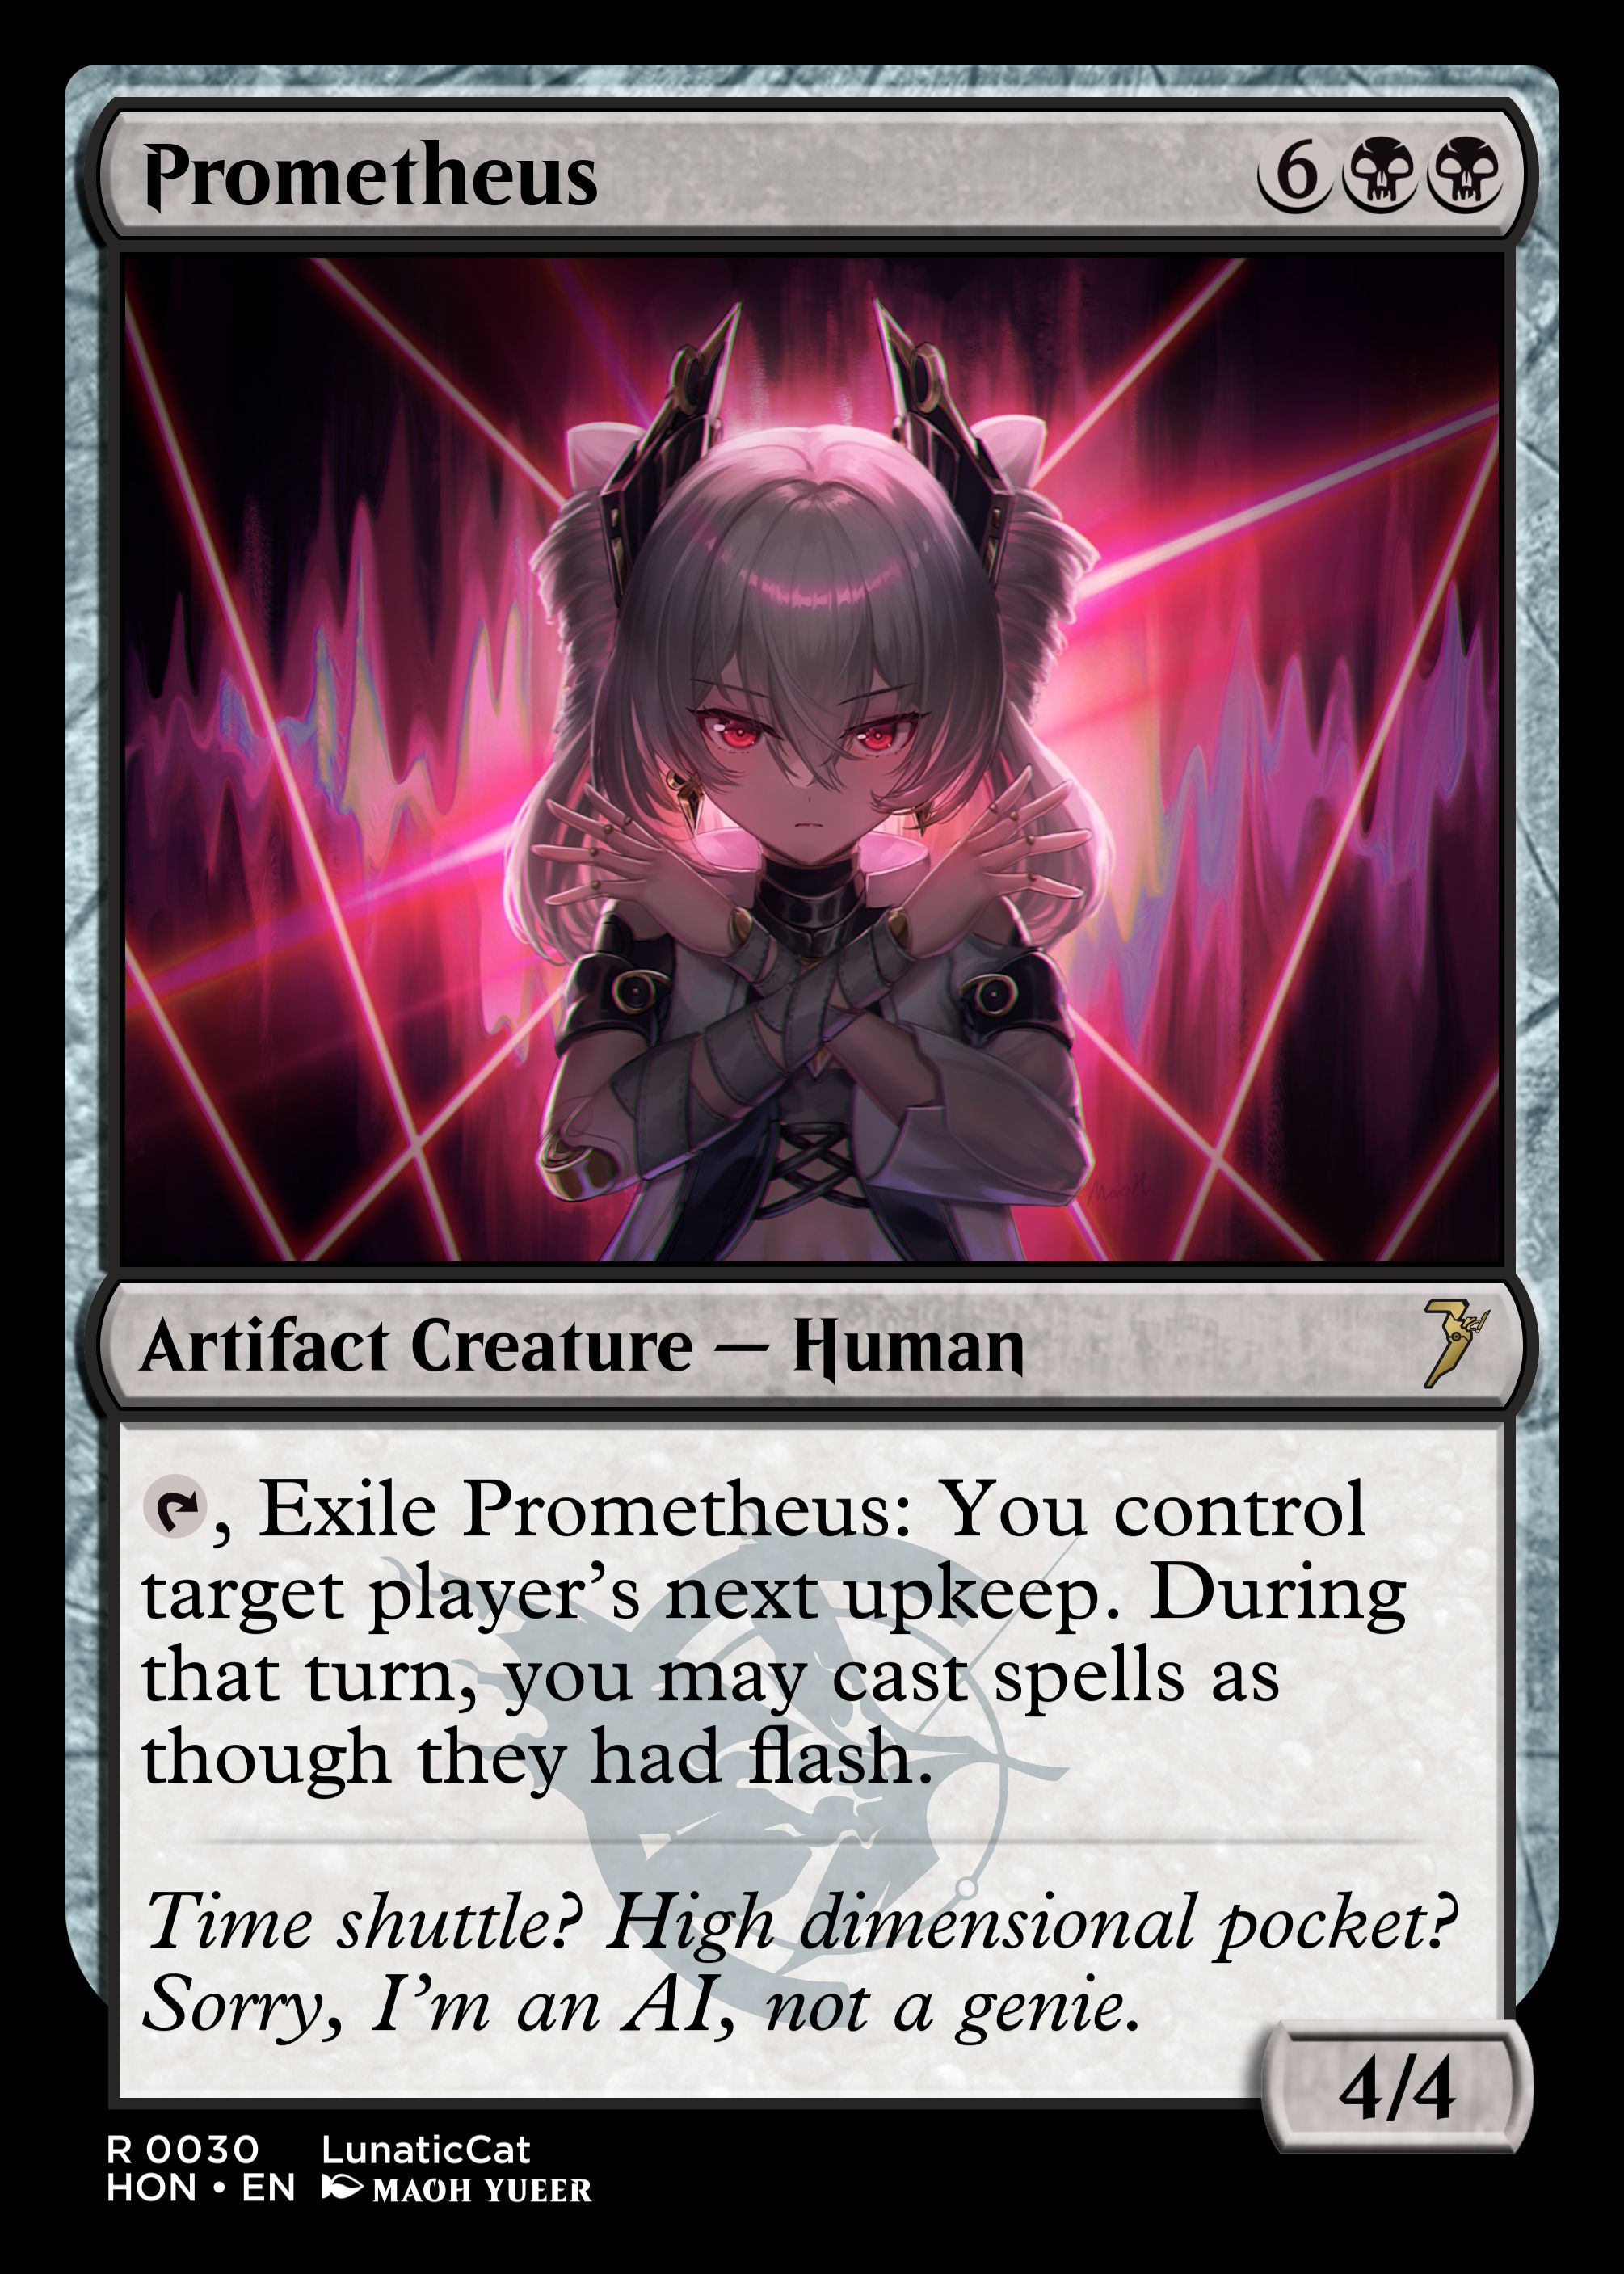 Prometheus 6
Artifact Creature — Human
, Exile Prometheus: You control
target player’s next upkeep. During
that turn, you may cast spells as
though they had flash.
Time shuttle? High dimensional pocket?
Sorry, I’m an AI, not a genie.
4/4
R 0030 LunaticCat
HON • EN MAOH YUEER